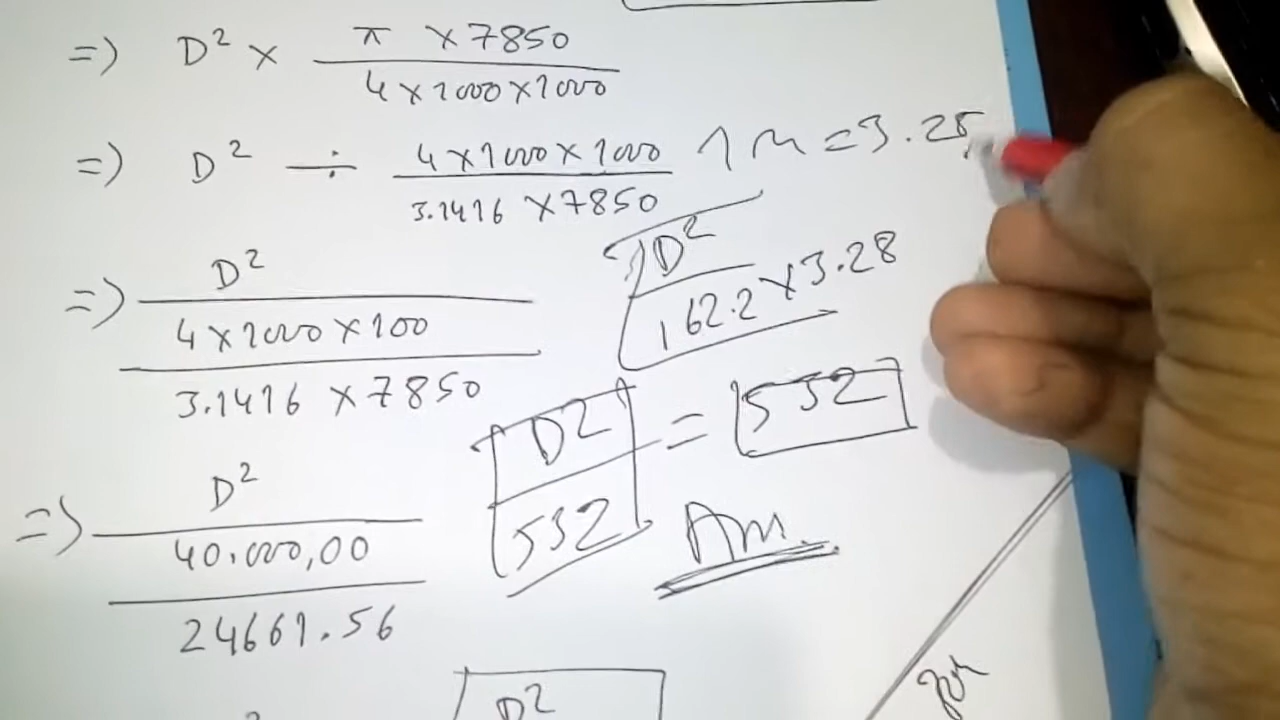 => D² × π × 7850
4 × 1000 × 1000
=> D² ÷ 4 × 1000 × 1000
3.1416 × 7850
1 m = 3.28
=> D²
4 × 1000 × 100
3.1416 × 7850
D²
162.2 × 3.28
D²
532
= 532
Am.
=> D²
40.000,00
24661.56
D²